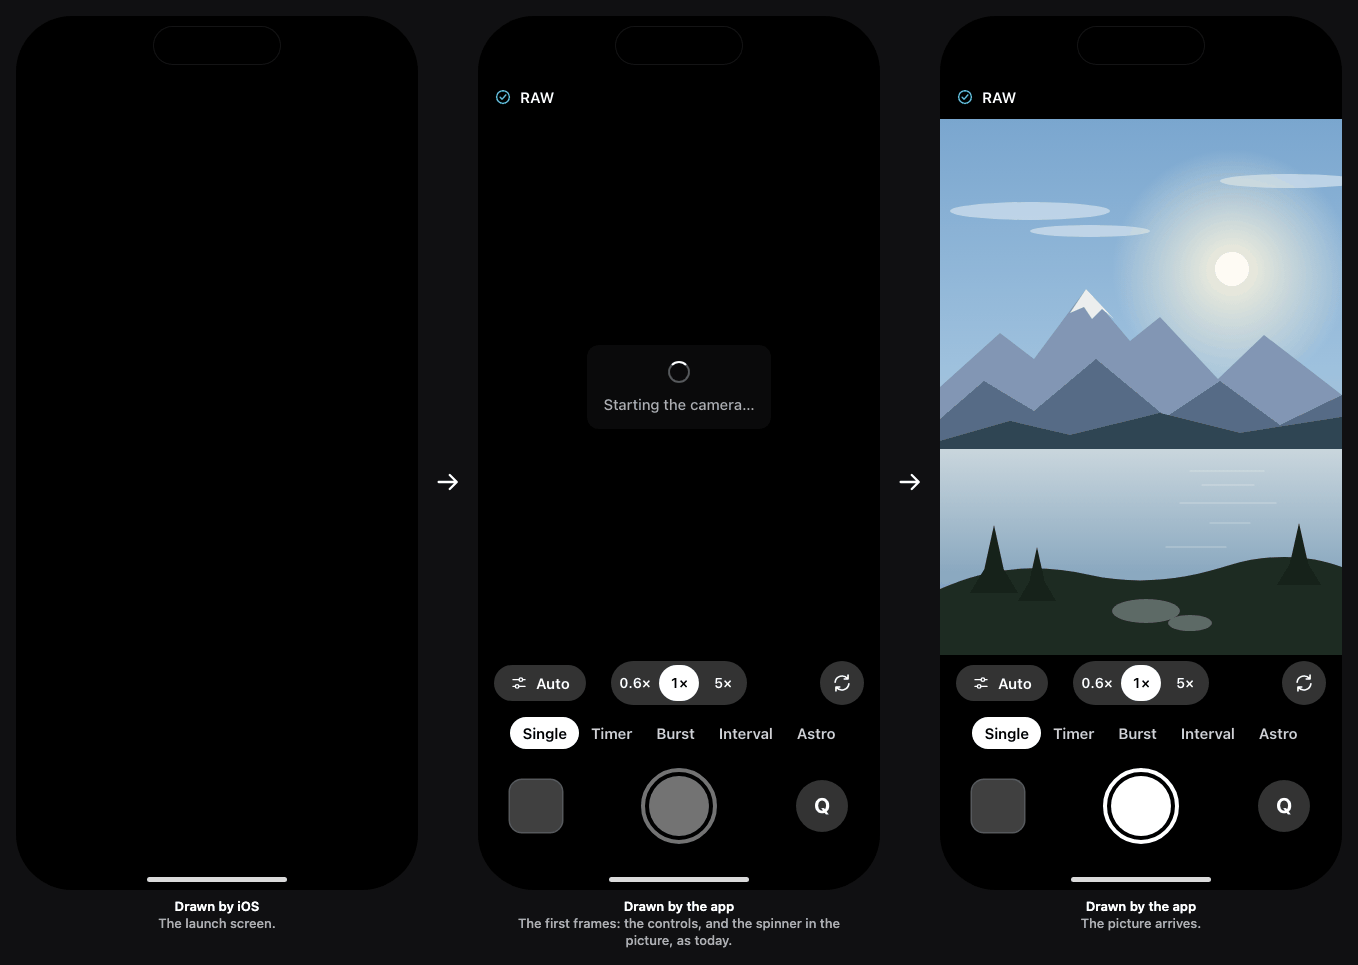 RAW
RAW
Starting the camera...
Auto
0.6×
1×
5×
Auto
0.6×
1×
5×
Single
Timer
Burst
Interval
Astro
Single
Timer
Burst
Interval
Astro
Q
Q
Drawn by iOS
The launch screen.
Drawn by the app
The first frames: the controls, and the spinner in the
picture, as today.
Drawn by the app
The picture arrives.